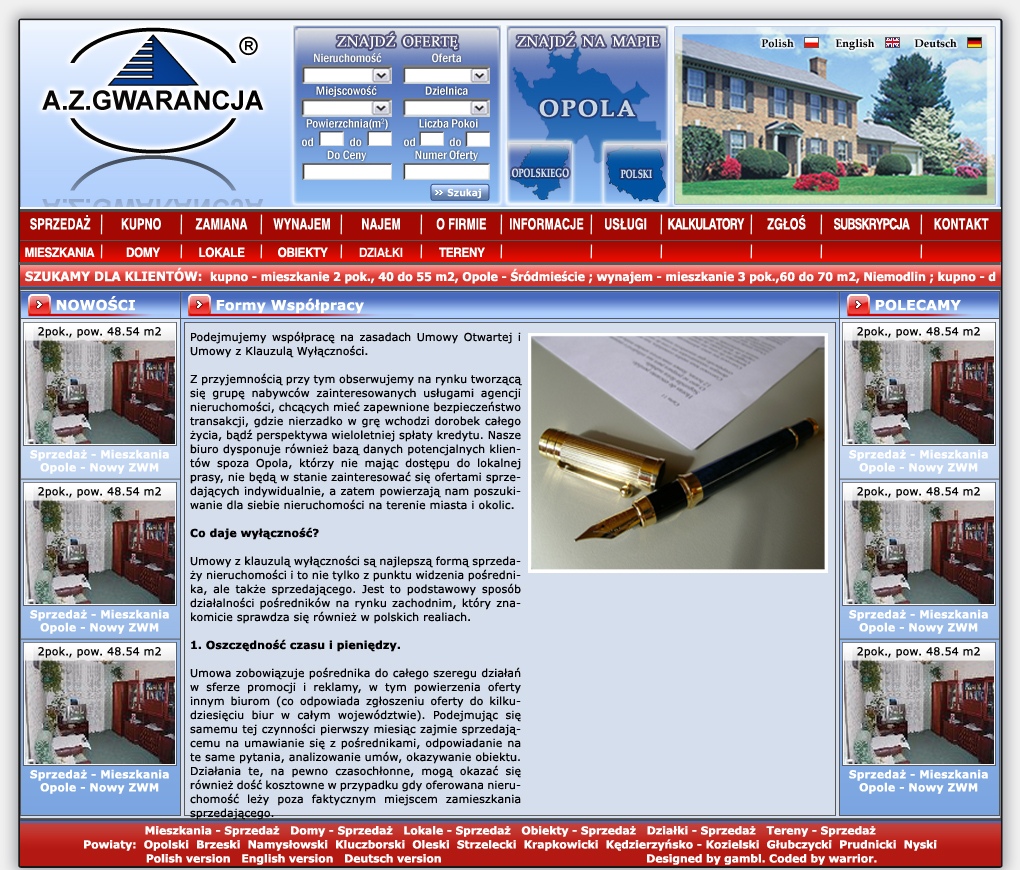 ®
A.Z.GWARANCJA
ZNAJDŹ OFERTĘ
Nieruchomość Oferta
Miejscowość Dzielnica
Powierzchnia(m²) Liczba Pokoi
od do od do
Do Ceny Numer Oferty
>> Szukaj
ZNAJDŹ NA MAPIE
OPOLA
OPOLSKIEGO POLSKI
Polish English Deutsch
SPRZEDAŻ KUPNO ZAMIANA WYNAJEM NAJEM O FIRMIE INFORMACJE USŁUGI KALKULATORY ZGŁOŚ SUBSKRYPCJA KONTAKT
MIESZKANIA DOMY LOKALE OBIEKTY DZIAŁKI TERENY
SZUKAMY DLA KLIENTÓW: kupno - mieszkanie 2 pok., 40 do 55 m2, Opole - Śródmieście ; wynajem - mieszkanie 3 pok.,60 do 70 m2, Niemodlin ; kupno - d
NOWOŚCI
2pok., pow. 48.54 m2
Sprzedaż - Mieszkania
Opole - Nowy ZWM
2pok., pow. 48.54 m2
Sprzedaż - Mieszkania
Opole - Nowy ZWM
2pok., pow. 48.54 m2
Sprzedaż - Mieszkania
Opole - Nowy ZWM
Formy Współpracy
Podejmujemy współpracę na zasadach Umowy Otwartej i
Umowy z Klauzulą Wyłączności.
Z przyjemnością przy tym obserwujemy na rynku tworzącą
się grupę nabywców zainteresowanych usługami agencji
nieruchomości, chcących mieć zapewnione bezpieczeństwo
transakcji, gdzie nierzadko w grę wchodzi dorobek całego
życia, bądź perspektywa wieloletniej spłaty kredytu. Nasze
biuro dysponuje również bazą danych potencjalnych klien-
tów spoza Opola, którzy nie mając dostępu do lokalnej
prasy, nie będą w stanie zainteresować się ofertami sprze-
dających indywidualnie, a zatem powierzają nam poszuki-
wanie dla siebie nieruchomości na terenie miasta i okolic.
Co daje wyłączność?
Umowy z klauzulą wyłączności są najlepszą formą sprzeda-
ży nieruchomości i to nie tylko z punktu widzenia pośredni-
ka, ale także sprzedającego. Jest to podstawowy sposób
działalności pośredników na rynku zachodnim, który zna-
komicie sprawdza się również w polskich realiach.
1. Oszczędność czasu i pieniędzy.
Umowa zobowiązuje pośrednika do całego szeregu działań
w sferze promocji i reklamy, w tym powierzenia oferty
innym biurom (co odpowiada zgłoszeniu oferty do kilku-
dziesięciu biur w całym województwie). Podejmując się
samemu tej czynności pierwszy miesiąc zajmie sprzedają-
cemu na umawianie się z pośrednikami, odpowiadanie na
te same pytania, analizowanie umów, okazywanie obiektu.
Działania te, na pewno czasochłonne, mogą okazać się
również dość kosztowne w przypadku gdy oferowana nieru-
chomość leży poza faktycznym miejscem zamieszkania
sprzedającego.
POLECAMY
2pok., pow. 48.54 m2
Sprzedaż - Mieszkania
Opole - Nowy ZWM
2pok., pow. 48.54 m2
Sprzedaż - Mieszkania
Opole - Nowy ZWM
2pok., pow. 48.54 m2
Sprzedaż - Mieszkania
Opole - Nowy ZWM
Mieszkania - Sprzedaż Domy - Sprzedaż Lokale - Sprzedaż Obiekty - Sprzedaż Działki - Sprzedaż Tereny - Sprzedaż
Powiaty: Opolski Brzeski Namysłowski Kluczborski Oleski Strzelecki Krapkowicki Kędzierzyńsko - Kozielski Głubczycki Prudnicki Nyski
Polish version English version Deutsch version Designed by gambl. Coded by warrior.